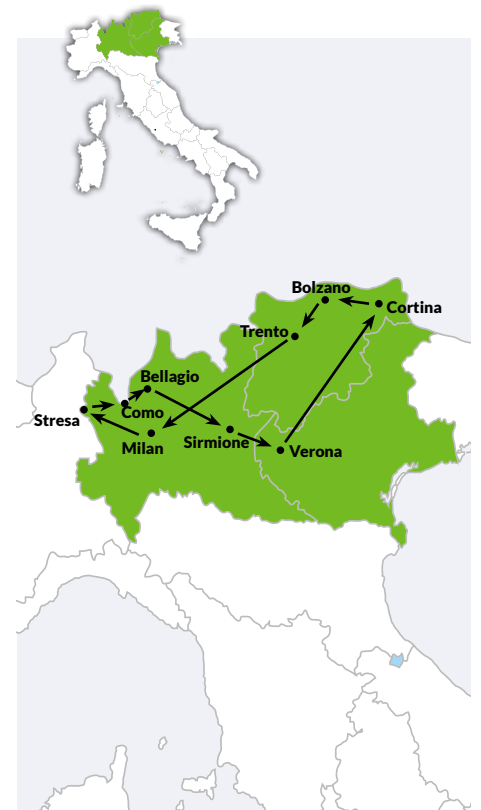 Bolzano
Cortina
Trento
Bellagio
Como
Stresa
Sirmione
Milan
Verona